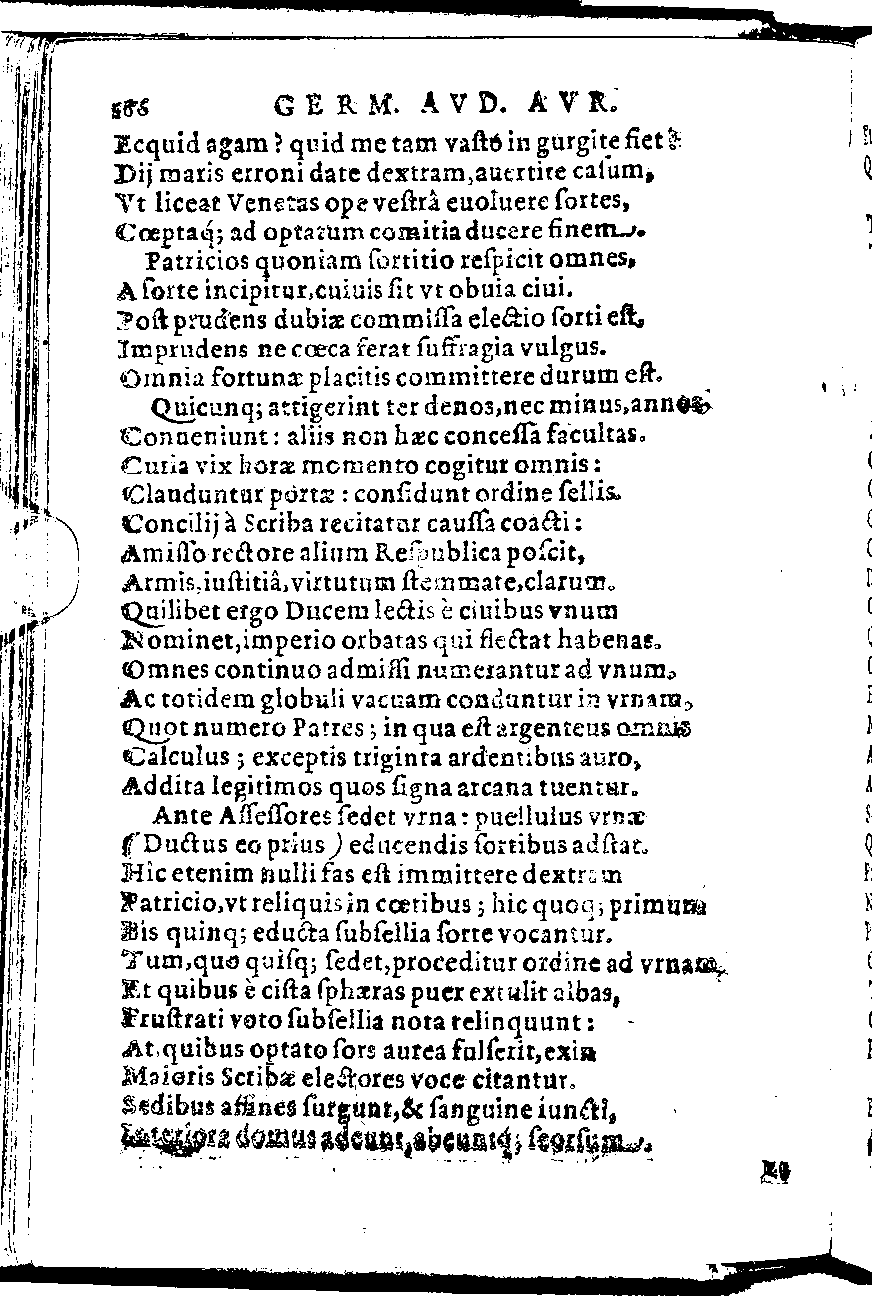 566 GERM. AVD. AVR.
Ecquid agam? quid me tam vasto in gurgite fiet?
Dij maris erroni date dextram, auertite casum,
Vt liceat Venetas ope vestrâ euoluere sortes,
Cœptaq́; ad optatum comitia ducere finem.
Patricios quoniam sortitio respicit omnes,
A sorte incipitur, cuiuis sit vt obuia ciui.
Post prudens dubiæ commissa electio sorti est,
Imprudens ne cœca ferat suffragia vulgus.
Omnia fortunæ placitis committere durum est.
Quicunq; attigerint ter denos, nec minus, annos,
Conueniunt: aliis non hæc concessa facultas.
Curia vix horæ momento cogitur omnis:
Clauduntur portæ: considunt ordine sellis.
Concilij à Scriba recitatur caussa coacti:
Amisso rectore alium Respublica poscit,
Armis, iustitiâ, virtutum stemmate, clarum.
Quilibet ergo Ducem lectis è ciuibus vnum
Nominet, imperio orbatas qui flectat habenas.
Omnes continuo admissi numerantur ad vnum,
Ac totidem globuli vacuam conduntur in vrnam,
Quot numero Patres; in qua est argenteus omnis
Calculus; exceptis triginta ardentibus auro,
Addita legitimos quos signa arcana tuentur.
Ante Assessores sedet vrna: puellulus vrnæ
(Ductus eo prius) educendis sortibus adstat.
Hic etenim nulli fas est immittere dextram
Patricio, vt reliquis in cœtibus; hic quoq; primum
Bis quinq; educta subsellia sorte vocantur.
Tum, quo quisq; sedet, proceditur ordine ad vrnam,
Et quibus è cista sphæras puer extulit albas,
Frustrati voto subsellia nota relinquunt:
At, quibus optato sors aurea fulserit, exin
Maioris Scribæ electores voce citantur.
Sedibus affines surgunt, & sanguine iuncti,
Interiora domus adeunt, abeuntq́; seorsum.